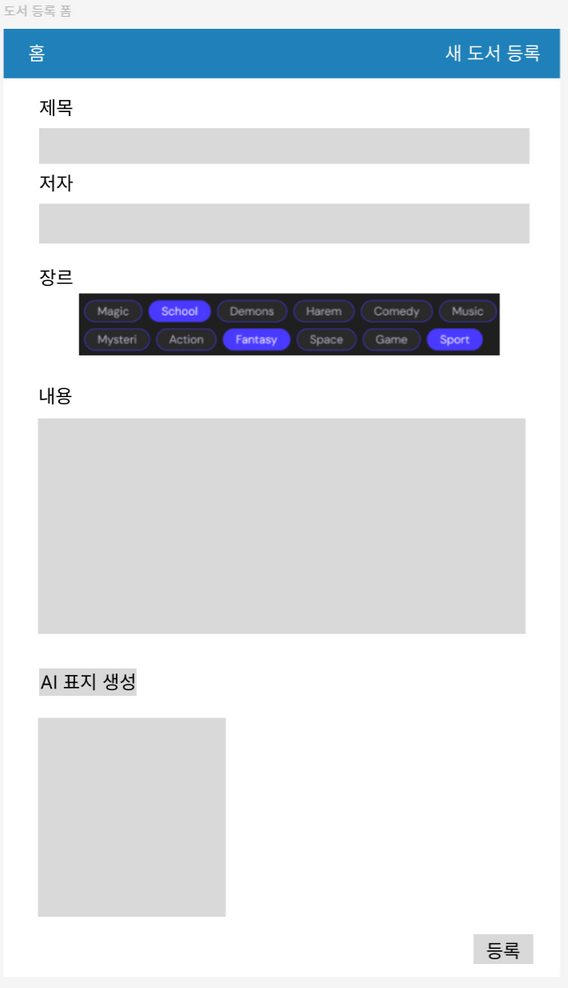 도서 등록 폼
홈 새 도서 등록
제목
저자
장르
Magic School Demons Harem Comedy Music
Mysteri Action Fantasy Space Game Sport
내용
AI 표지 생성
등록